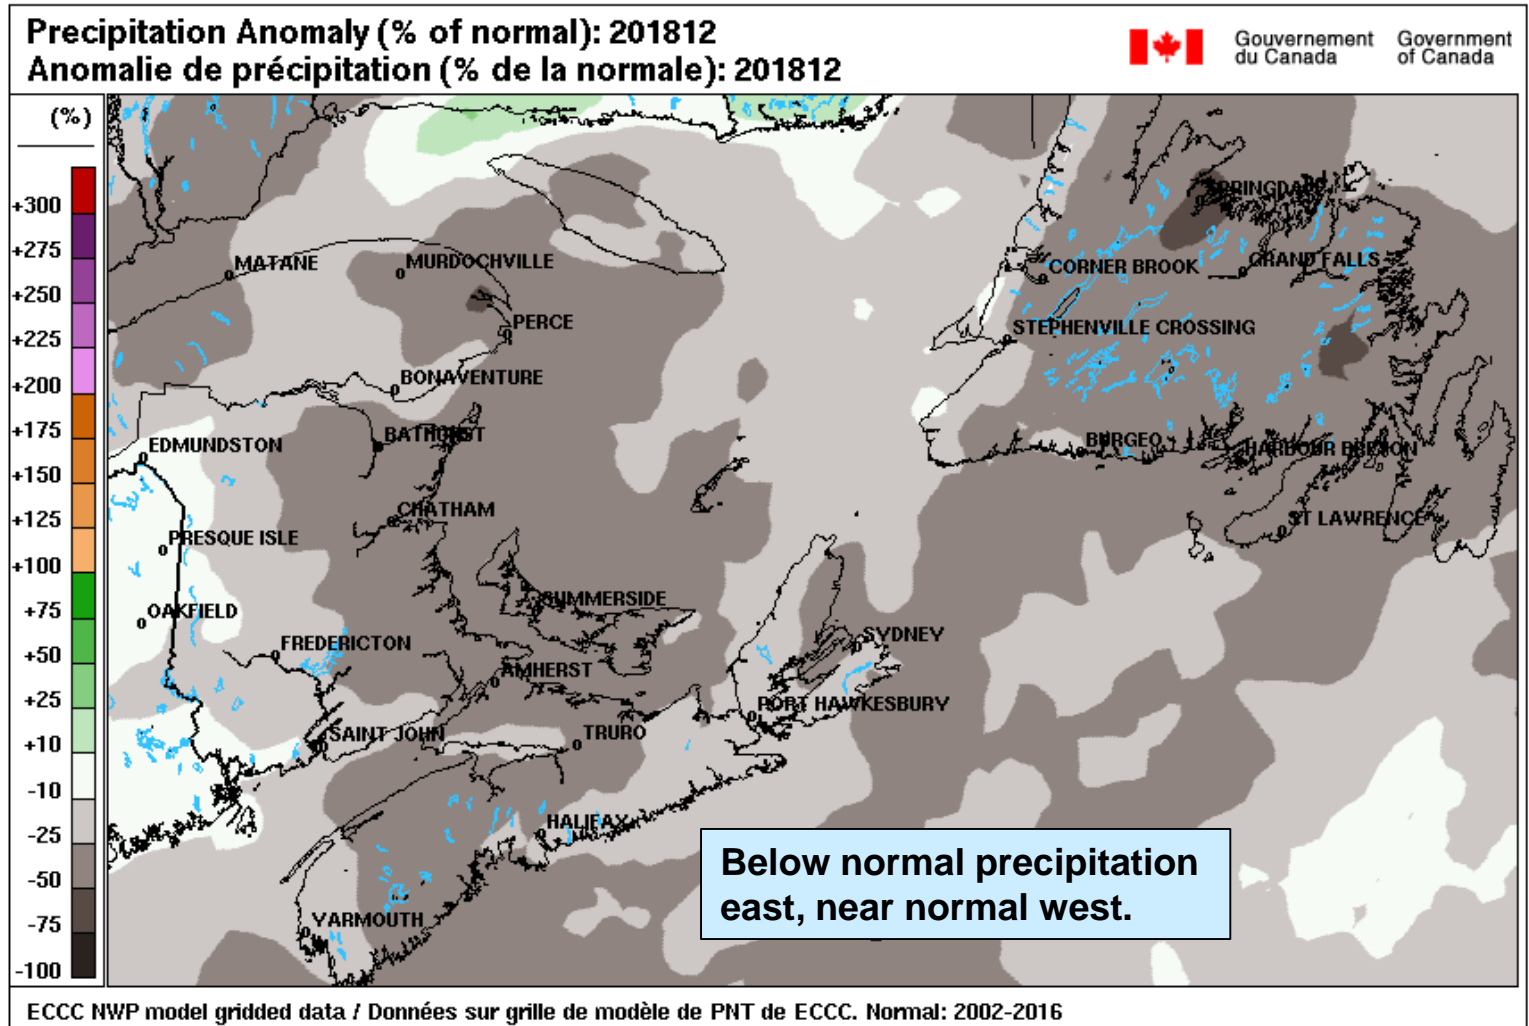 Precipitation Anomaly (% of normal): 201812
Anomalie de précipitation (% de la normale): 201812
Gouvernement du Canada
Government of Canada
(%)
+300
+275
+250
+225
+200
+175
+150
+125
+100
+75
+50
+25
+10
-10
-25
-50
-75
-100
SPRINGDALE
MATANE
MURDOCHVILLE
CORNER BROOK
GRAND FALLS
PERCE
STEPHENVILLE CROSSING
BONAVENTURE
BATHURST
EDMUNDSTON
BURGEO
HARBOUR BRETON
CHATHAM
ST LAWRENCE
PRESQUE ISLE
OAKFIELD
SUMMERSIDE
FREDERICTON
SYDNEY
AMHERST
PORT HAWKESBURY
SAINT JOHN
TRURO
HALIFAX
YARMOUTH
Below normal precipitation
east, near normal west.
ECCC NWP model gridded data / Données sur grille de modèle de PNT de ECCC. Normal: 2002-2016